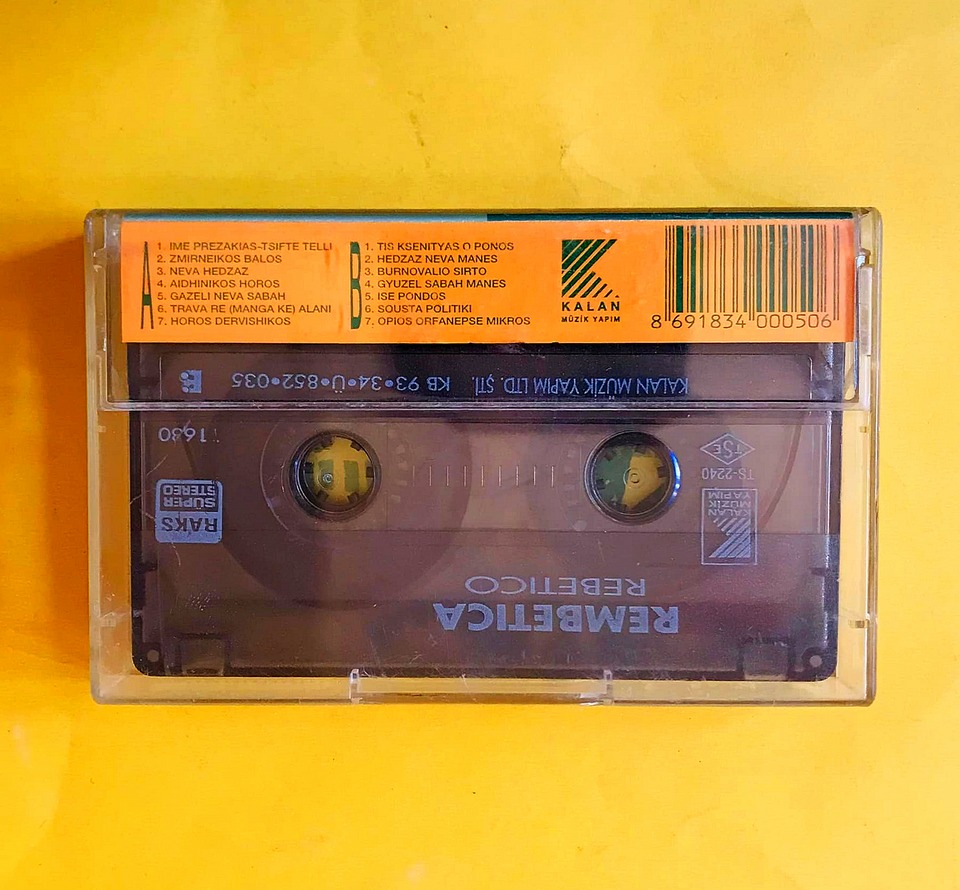 A
1. IME PREZAKIAS-TSIFTE TELLI
2. ZMIRNEIKOS BALOS
3. NEVA HEDZAZ
4. AIDHINIKOS HOROS
5. GAZELI NEVA SABAH
6. TRAVA RE (MANGA KE) ALANI
7. HOROS DERVISHIKOS
B
1. TIS KSENITYAS O PONOS
2. HEDZAZ NEVA MANES
3. BURNOVALIO SIRTO
4. GYUZEL SABAH MANES
5. ISE PONDOS
6. SOUSTA POLITIKI
7. OPIOS ORFANEPSE MIKROS
KALAN
MÜZİK YAPIM
8 691834 000506
KALAN MÜZİK YAPIM LTD. ŞTİ. KB 93•34•Ü•852•035
B
1680
TSE
TS-2240
RAKS
SÜPER
STEREO
KALAN
MÜZİK
YAPIM
REMBETICA
REBETICO